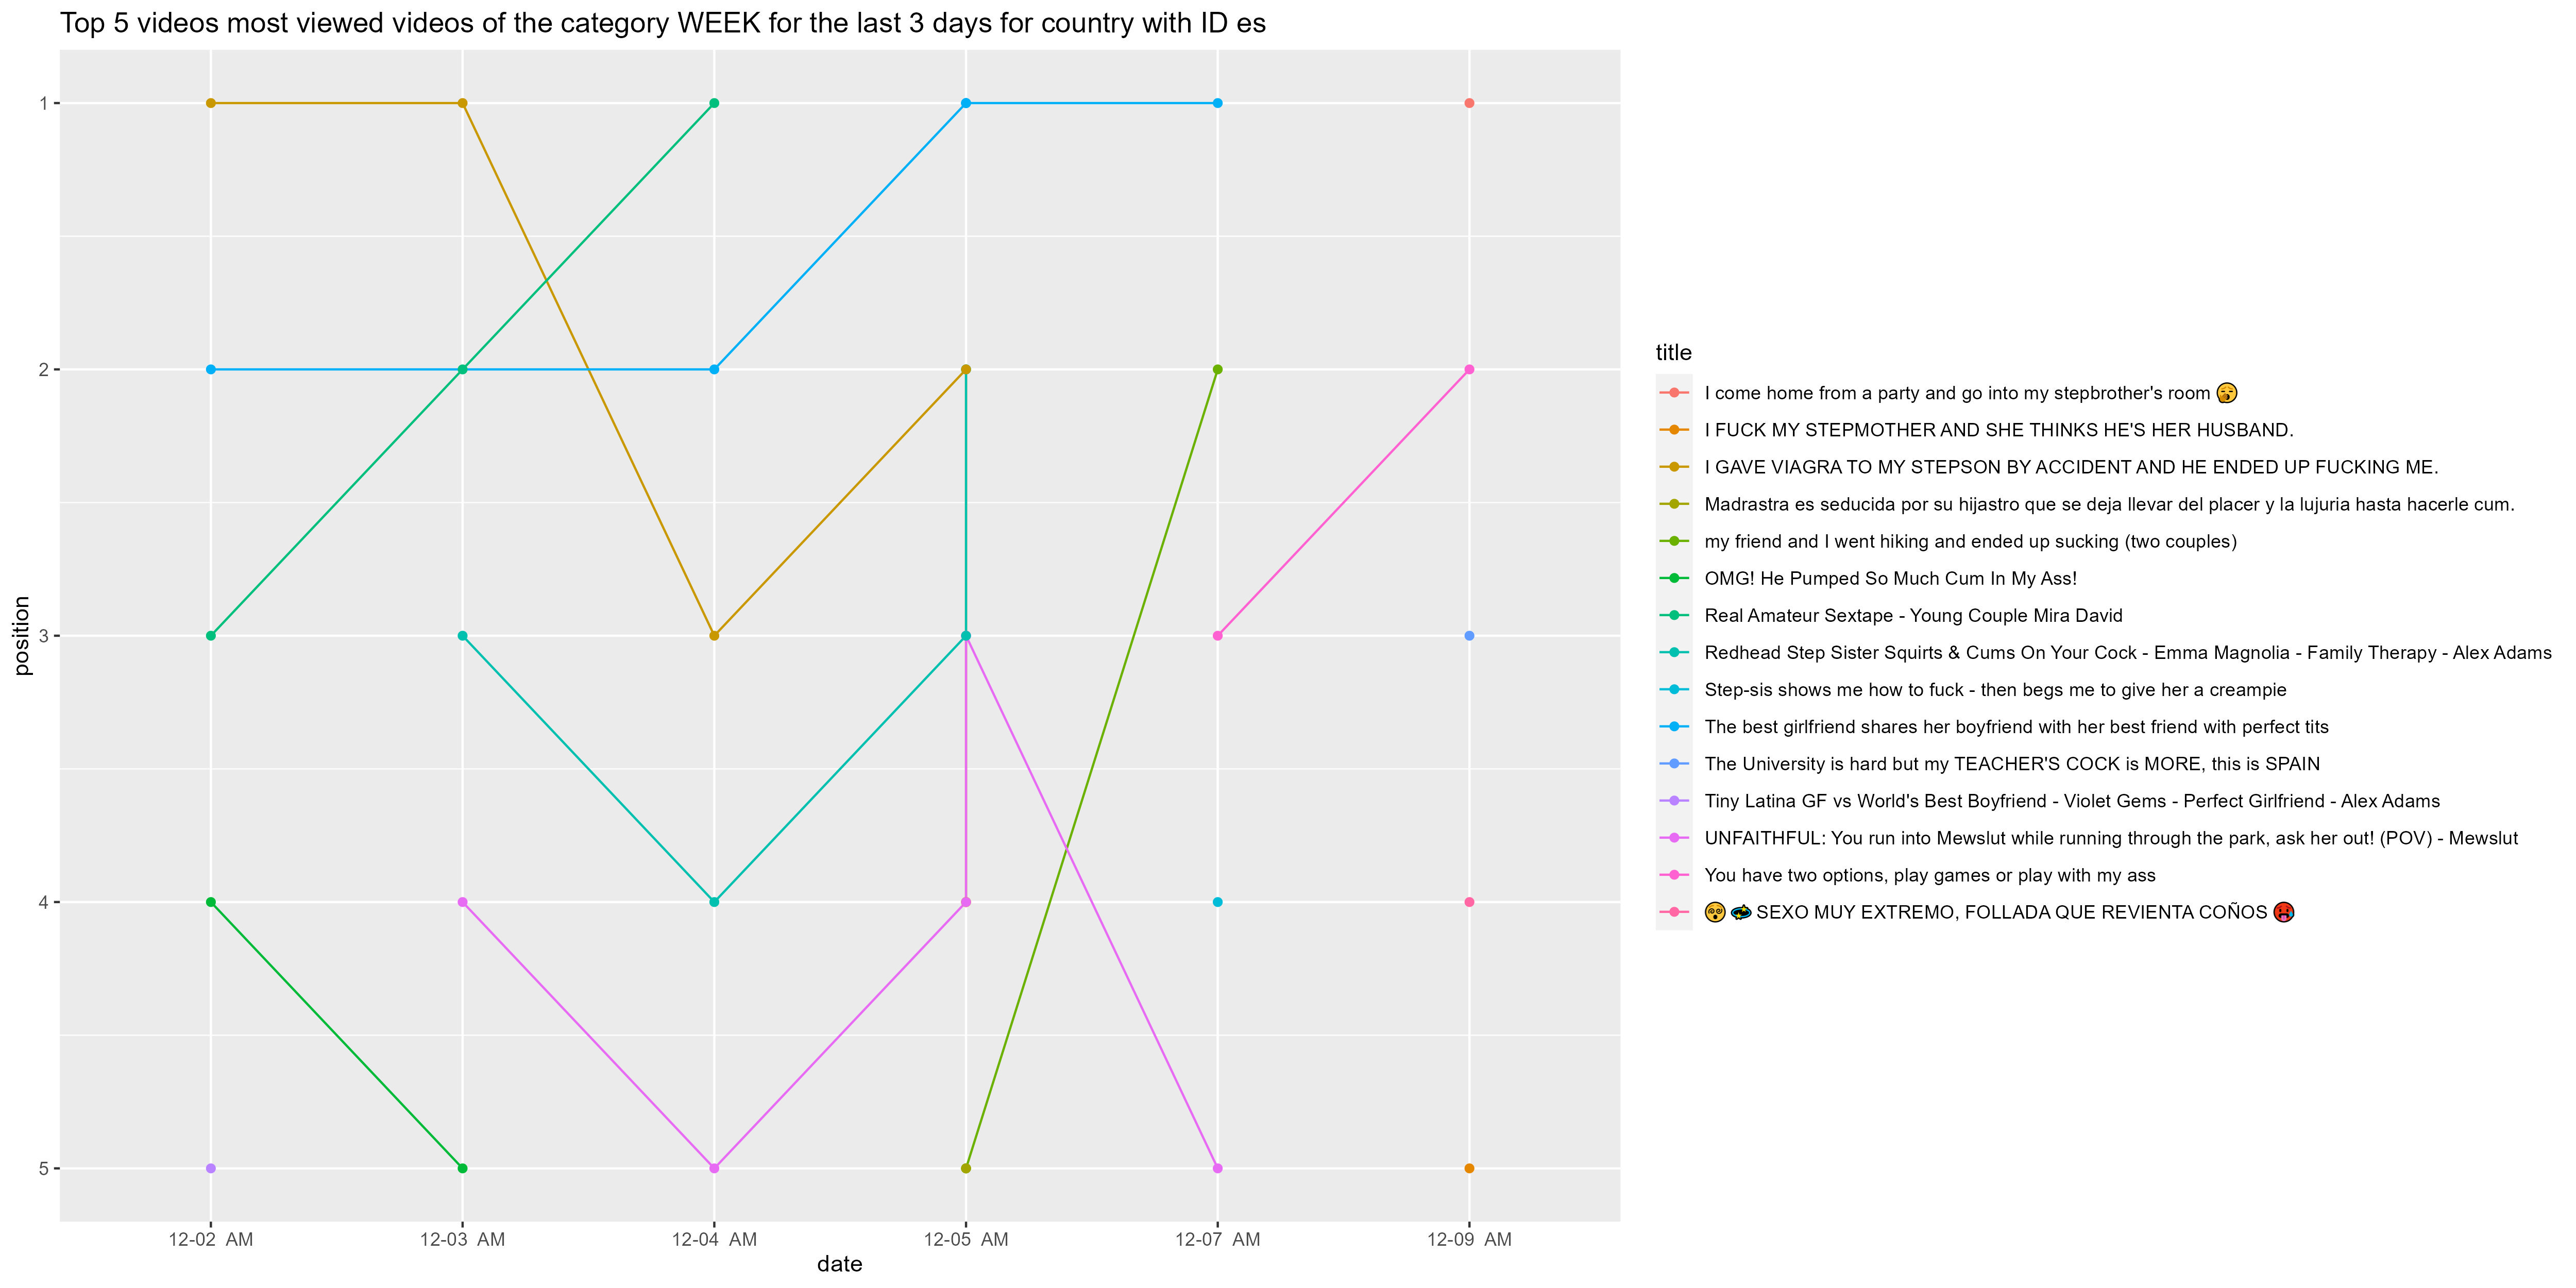 Top 5 videos most viewed videos of the category WEEK for the last 3 days for country with ID es
position
1
2
3
4
5
12-02 AM
12-03 AM
12-04 AM
12-05 AM
12-07 AM
12-09 AM
date
title
I come home from a party and go into my stepbrother's room 🥱
I FUCK MY STEPMOTHER AND SHE THINKS HE'S HER HUSBAND.
I GAVE VIAGRA TO MY STEPSON BY ACCIDENT AND HE ENDED UP FUCKING ME.
Madrastra es seducida por su hijastro que se deja llevar del placer y la lujuria hasta hacerle cum.
my friend and I went hiking and ended up sucking (two couples)
OMG! He Pumped So Much Cum In My Ass!
Real Amateur Sextape - Young Couple Mira David
Redhead Step Sister Squirts & Cums On Your Cock - Emma Magnolia - Family Therapy - Alex Adams
Step-sis shows me how to fuck - then begs me to give her a creampie
The best girlfriend shares her boyfriend with her best friend with perfect tits
The University is hard but my TEACHER'S COCK is MORE, this is SPAIN
Tiny Latina GF vs World's Best Boyfriend - Violet Gems - Perfect Girlfriend - Alex Adams
UNFAITHFUL: You run into Mewslut while running through the park, ask her out! (POV) - Mewslut
You have two options, play games or play with my ass
😵‍💫 SEXO MUY EXTREMO, FOLLADA QUE REVIENTA COÑOS 🥵